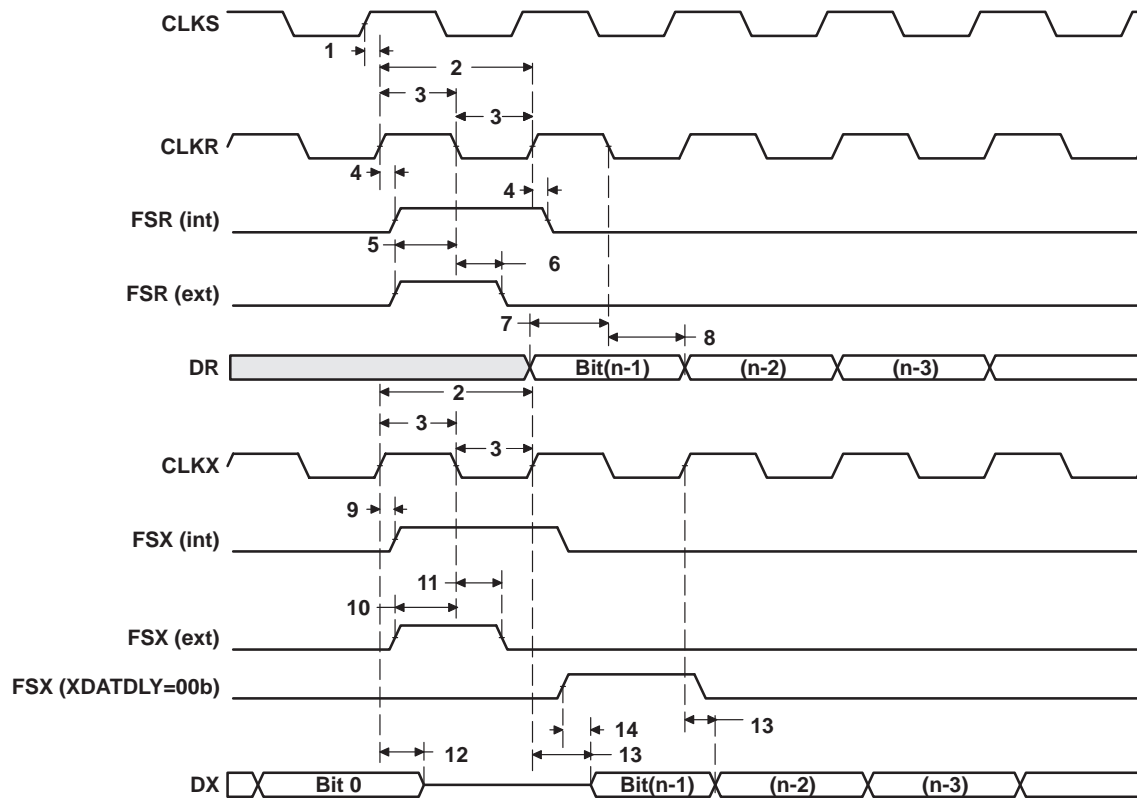 CLKS
1
2
3
3
CLKR
4
4
FSR (int)
5
6
FSR (ext)
7
8
DR
Bit(n-1)
(n-2)
(n-3)
2
3
3
CLKX
9
FSX (int)
11
10
FSX (ext)
FSX (XDATDLY=00b)
14
13
12
13
DX
Bit 0
Bit(n-1)
(n-2)
(n-3)